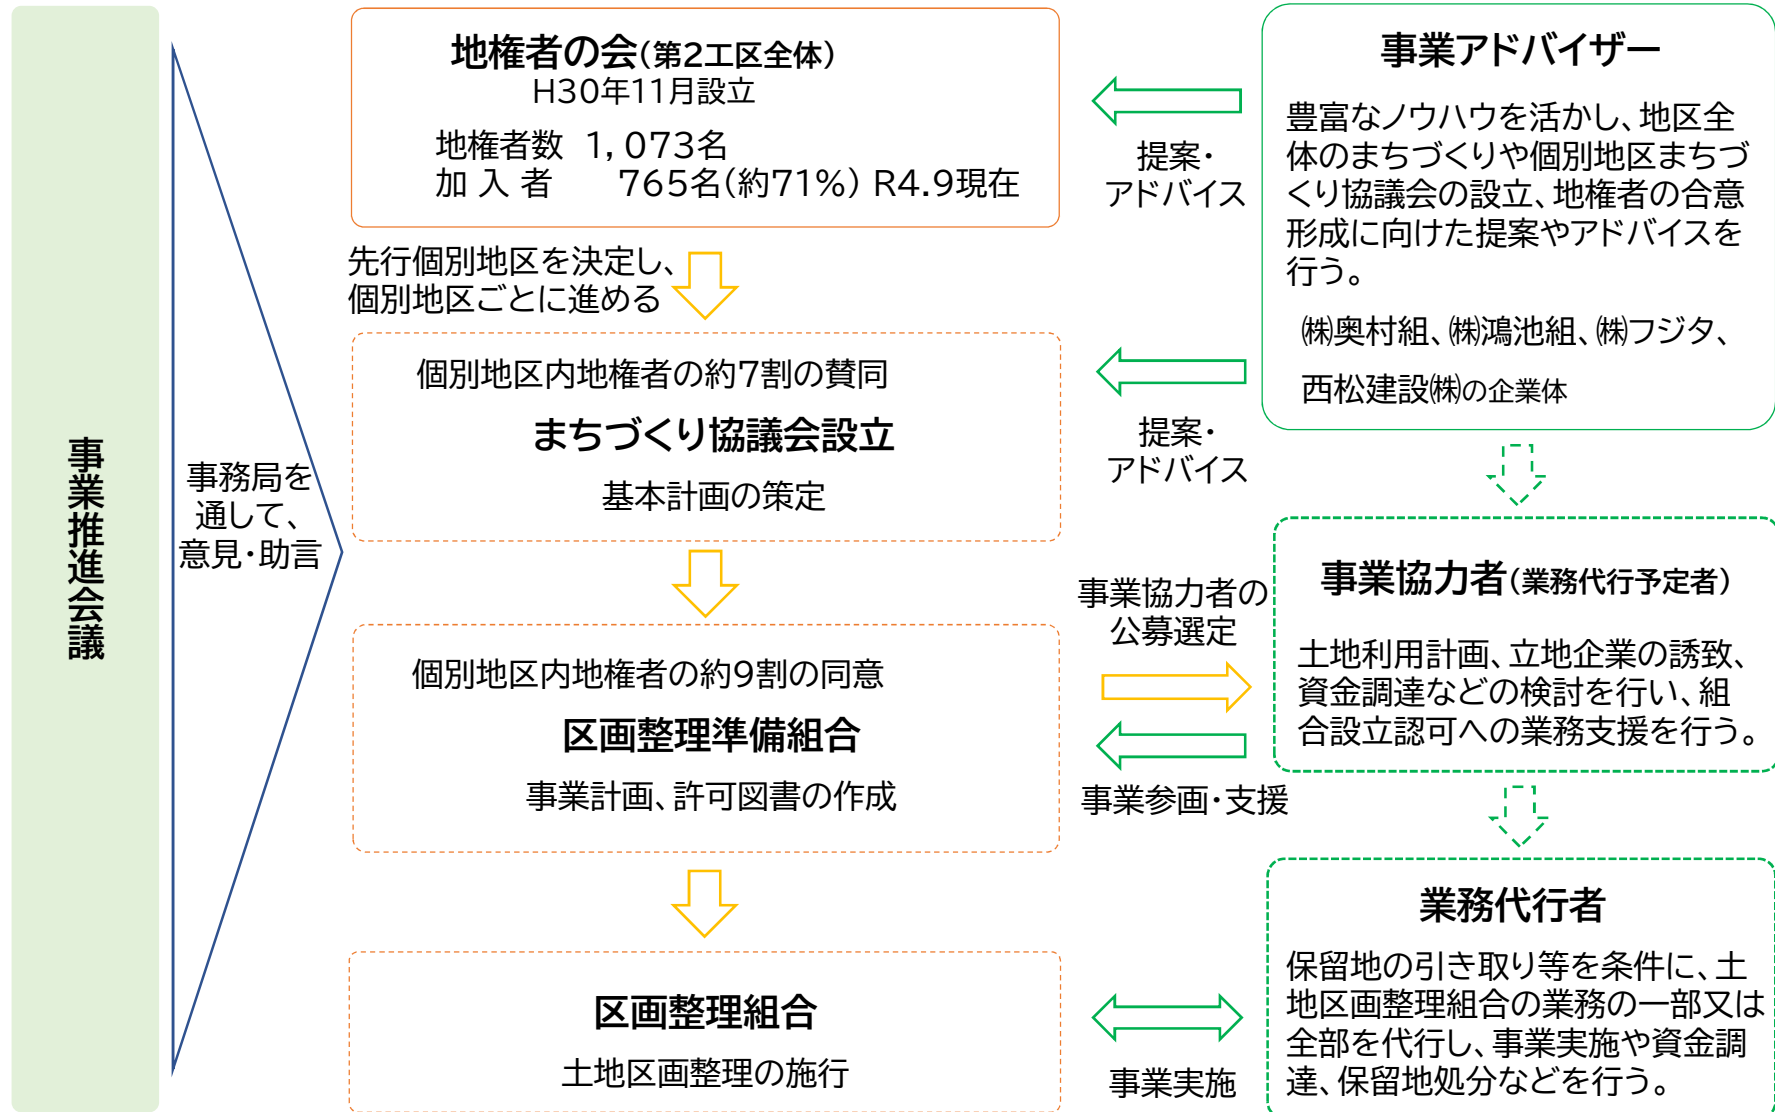 事業推進会議
事務局を
通して、
意見・助言
地権者の会(第2工区全体)
H30年11月設立
地権者数 1,073名
加 入 者 765名(約71%) R4.9現在
先行個別地区を決定し、
個別地区ごとに進める
個別地区内地権者の約7割の賛同
まちづくり協議会設立
基本計画の策定
個別地区内地権者の約9割の同意
区画整理準備組合
事業計画、許可図書の作成
区画整理組合
土地区画整理の施行
提案・
アドバイス
提案・
アドバイス
事業協力者の
公募選定
事業参画・支援
事業実施
事業アドバイザー
豊富なノウハウを活かし、地区全
体のまちづくりや個別地区まちづ
くり協議会の設立、地権者の合意
形成に向けた提案やアドバイスを
行う。
㈱奥村組、㈱鴻池組、㈱フジタ、
西松建設㈱の企業体
事業協力者(業務代行予定者)
土地利用計画、立地企業の誘致、
資金調達などの検討を行い、組
合設立認可への業務支援を行う。
業務代行者
保留地の引き取り等を条件に、土
地区画整理組合の業務の一部又は
全部を代行し、事業実施や資金調
達、保留地処分などを行う。